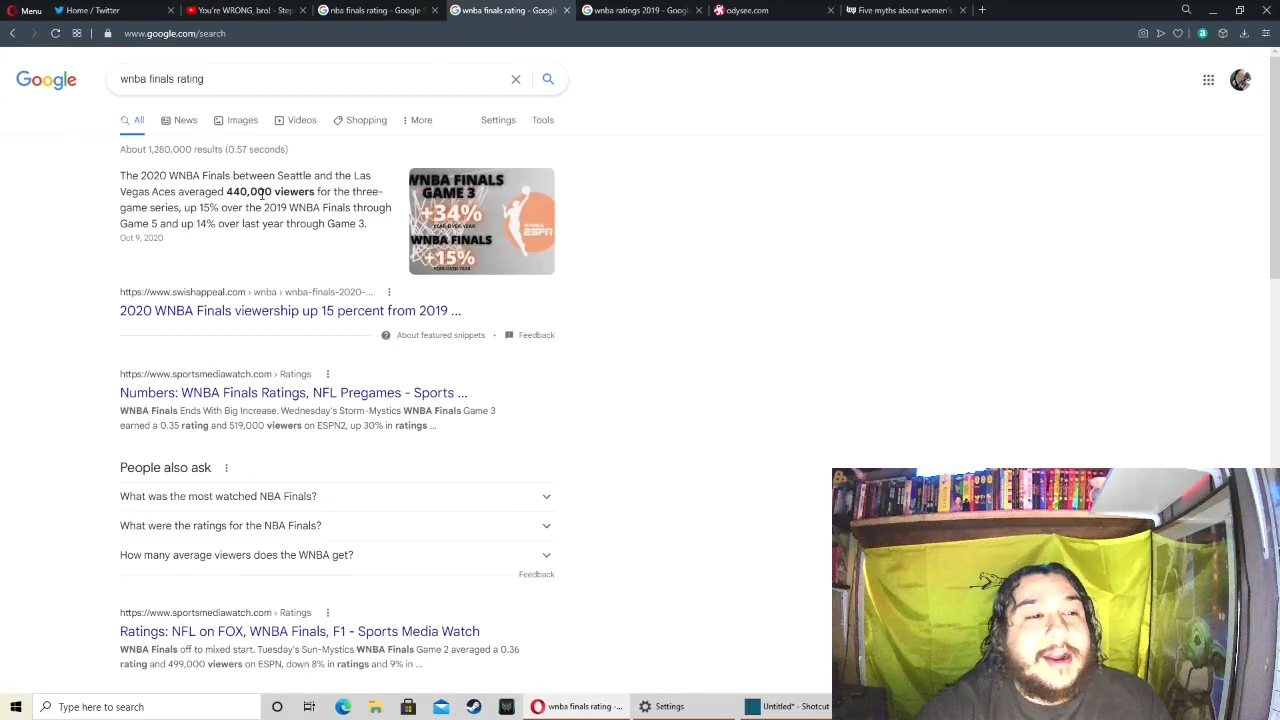 Menu
Home / Twitter
You're WRONG, bro! - Step
wnba finals rating - Google S
wnba finals rating - Google
wnba ratings 2019 - Google
odysee.com
wp Five myths about women's
www.google.com/search
Google
wnba finals rating
All
News
Images
Videos
Shopping
More
Settings
Tools
About 1,280,000 results (0.57 seconds)
The 2020 WNBA Finals between Seattle and the Las
Vegas Aces averaged 440,000 viewers for the three-
game series, up 15% over the 2019 WNBA Finals through
Game 5 and up 14% over last year through Game 3.
Oct 9, 2020
WNBA FINALS
GAME 3
+34%
YEAR-OVER-YEAR
WNBA FINALS
+15%
YEAR-OVER-YEAR
ESPN
https://www.swishappeal.com › wnba › wnba-finals-2020-...
2020 WNBA Finals viewership up 15 percent from 2019 ...
About featured snippets
Feedback
https://www.sportsmediawatch.com › Ratings
Numbers: WNBA Finals Ratings, NFL Pregames - Sports ...
WNBA Finals Ends With Big Increase. Wednesday's Storm-Mystics WNBA Finals Game 3
earned a 0.35 rating and 519,000 viewers on ESPN2, up 30% in ratings ...
People also ask
What was the most watched NBA Finals?
What were the ratings for the NBA Finals?
How many average viewers does the WNBA get?
Feedback
https://www.sportsmediawatch.com › Ratings
Ratings: NFL on FOX, WNBA Finals, F1 - Sports Media Watch
WNBA Finals off to mixed start. Tuesday's Sun-Mystics WNBA Finals Game 2 averaged a 0.36
rating and 499,000 viewers on ESPN, down 8% in ratings and 9% in ...
Type here to search
wnba finals rating - ...
Settings
Untitled* - Shotcut